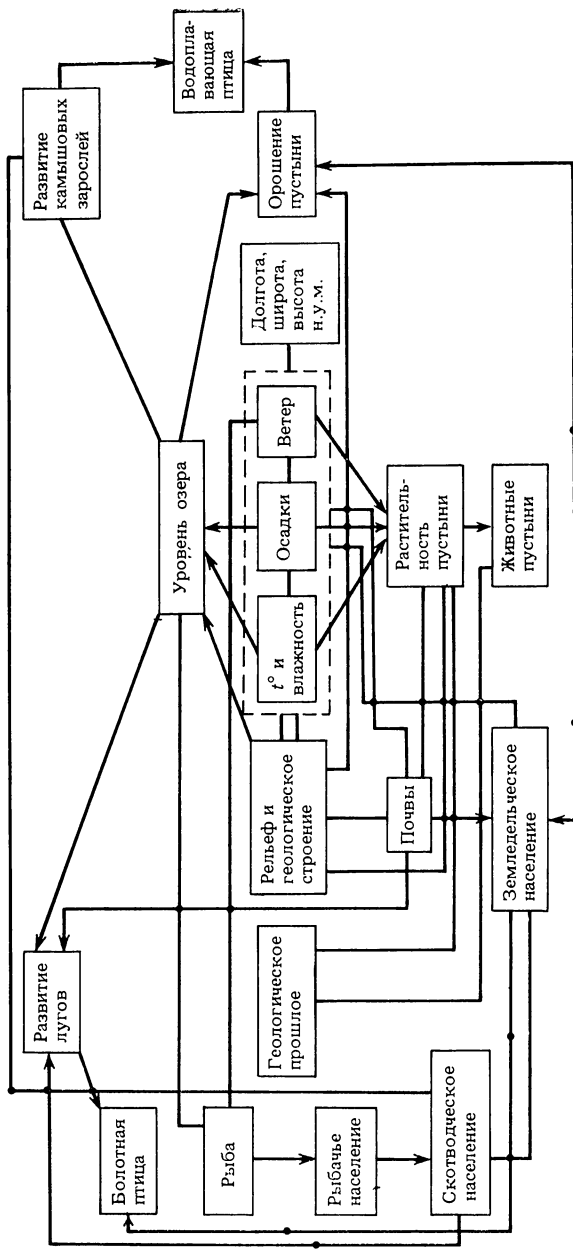 Развитие
камышовых
зарослей
Водопла-
вающая
птица
Орошение
пустыни
Долгота,
широта,
высота
н.у.м.
Уровень озера
Ветер
Осадки
t° и
влажность
Раститель-
ность
пустыни
Животные
пустыни
Рельеф и
геологическое
строение
Почвы
Земледельческое
население
Развитие
лугов
Геологическое
прошлое
Болотная
птица
Рыба
Рыбачье
население
Скотоводческое
население